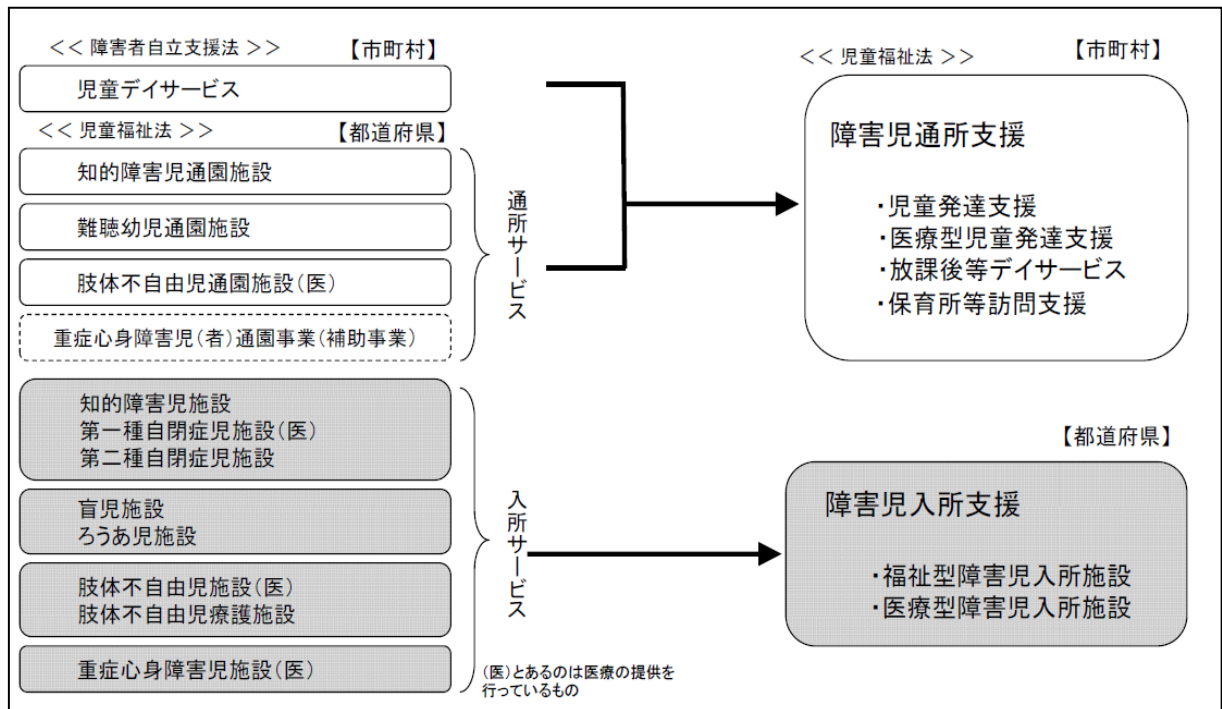 << 障害者自立支援法 >>
【市町村】
児童デイサービス
<< 児童福祉法 >>
【都道府県】
知的障害児通園施設
難聴幼児通園施設
肢体不自由児通園施設(医)
重症心身障害児(者)通園事業(補助事業)
通所サービス
知的障害児施設
第一種自閉症児施設(医)
第二種自閉症児施設
盲児施設
ろうあ児施設
肢体不自由児施設(医)
肢体不自由児療護施設
重症心身障害児施設(医)
入所サービス
(医)とあるのは医療の提供を
行っているもの
<< 児童福祉法 >>
【市町村】
障害児通所支援
・児童発達支援
・医療型児童発達支援
・放課後等デイサービス
・保育所等訪問支援
【都道府県】
障害児入所支援
・福祉型障害児入所施設
・医療型障害児入所施設